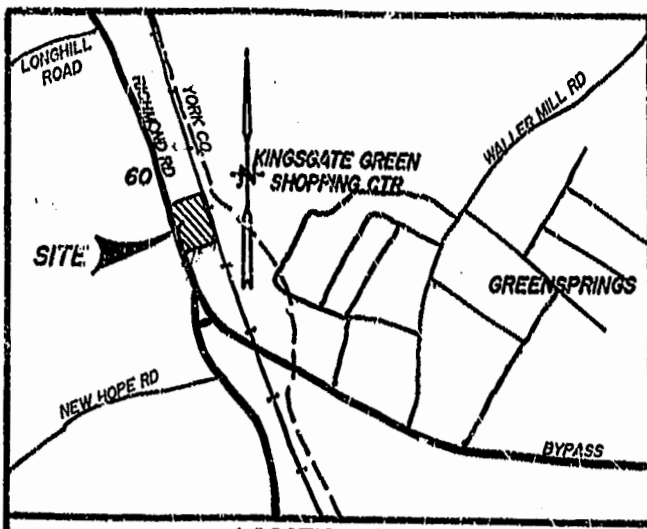 LONGHILL
ROAD
RICHMOND RD
YORK CO.
WALLER MILL RD
60
N
KINGSGATE GREEN
SHOPPING CTR
SITE
GREENSPRINGS
NEW HOPE RD
BYPASS